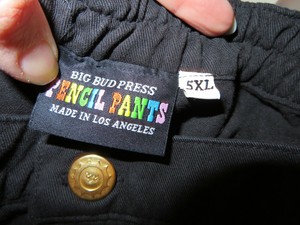 BIG BUD PRESS
PENCIL PANTS
MADE IN LOS ANGELES
5XL